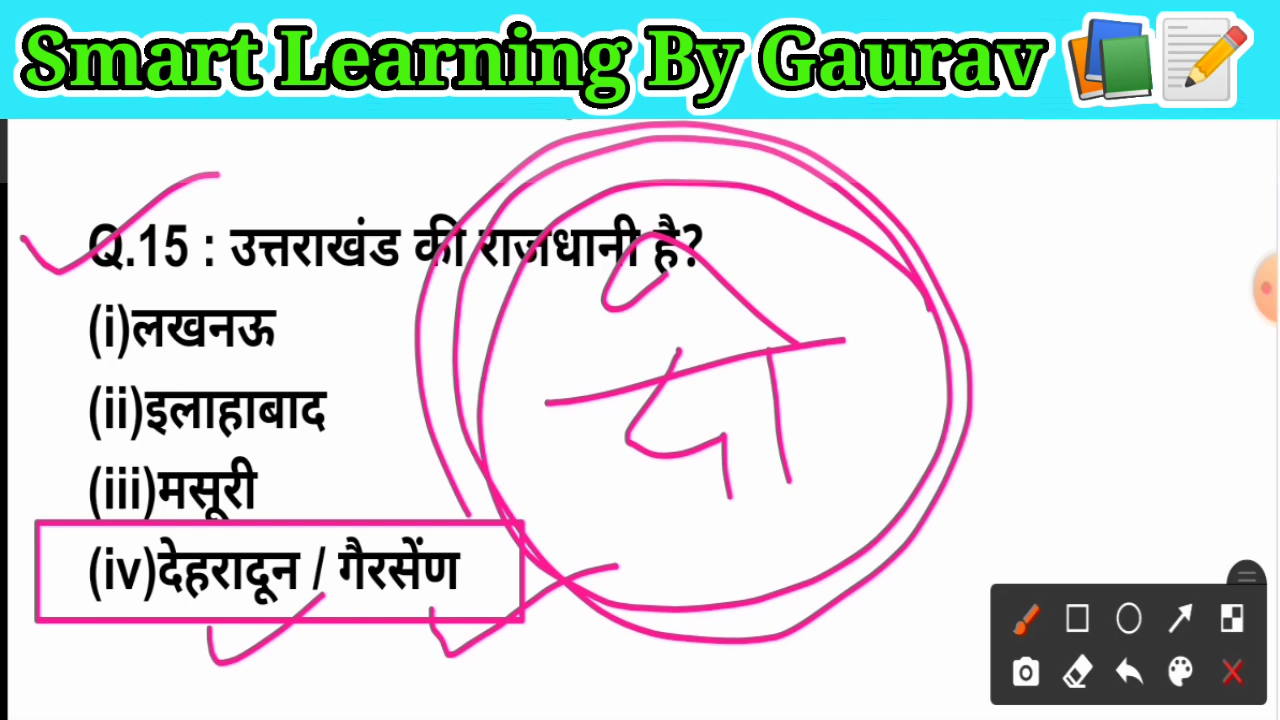 Smart Learning By Gaurav
Q.15 : उत्तराखंड की राजधानी है?
(i)लखनऊ
(ii)इलाहाबाद
(iii)मसूरी
(iv)देहरादून / गैरसेंण